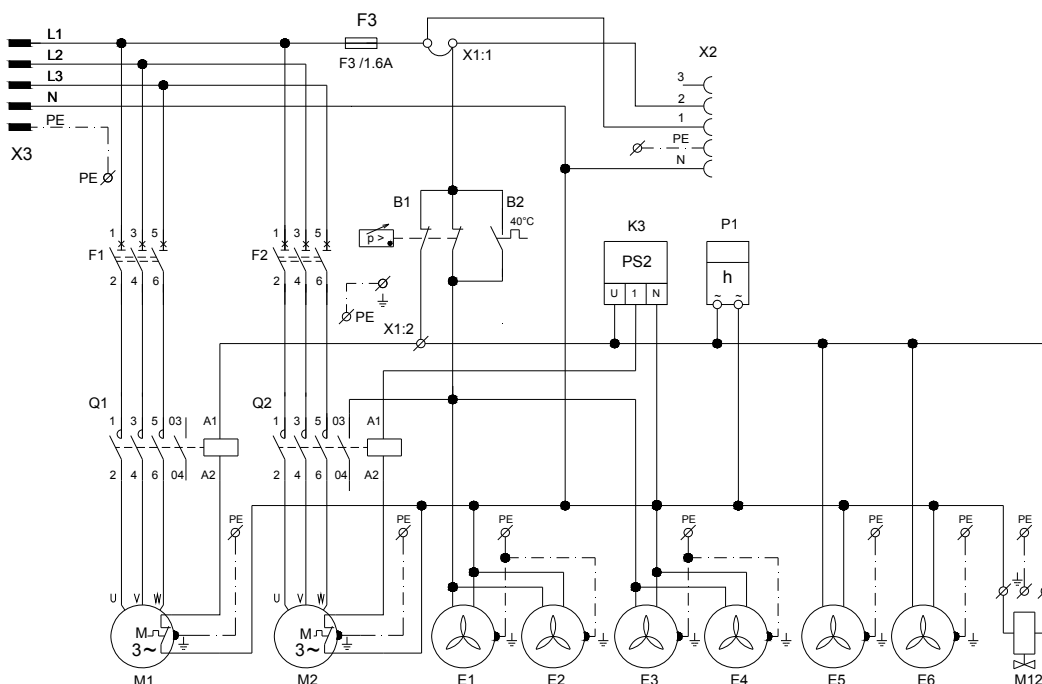 L1
F3
L2
F3 /1.6A
X1:1
X2
L3
3
N
2
PE
1
X3
PE
PE
N
B1
B2
K3
P1
40°C
1 3 5
1 3 5
p >
PS2
h
F1
F2
2 4 6
2 4 6
U 1 N
~ ~
PE
X1:2
Q1
1 3 5 03
A1
Q2
1 3 5 03
A1
2 4 6 04
A2
2 4 6 04
A2
PE
PE
PE
PE
PE
PE
PE
U V W
U V W
M
3~
M
3~
M1
M2
E1
E2
E3
E4
E5
E6
M12